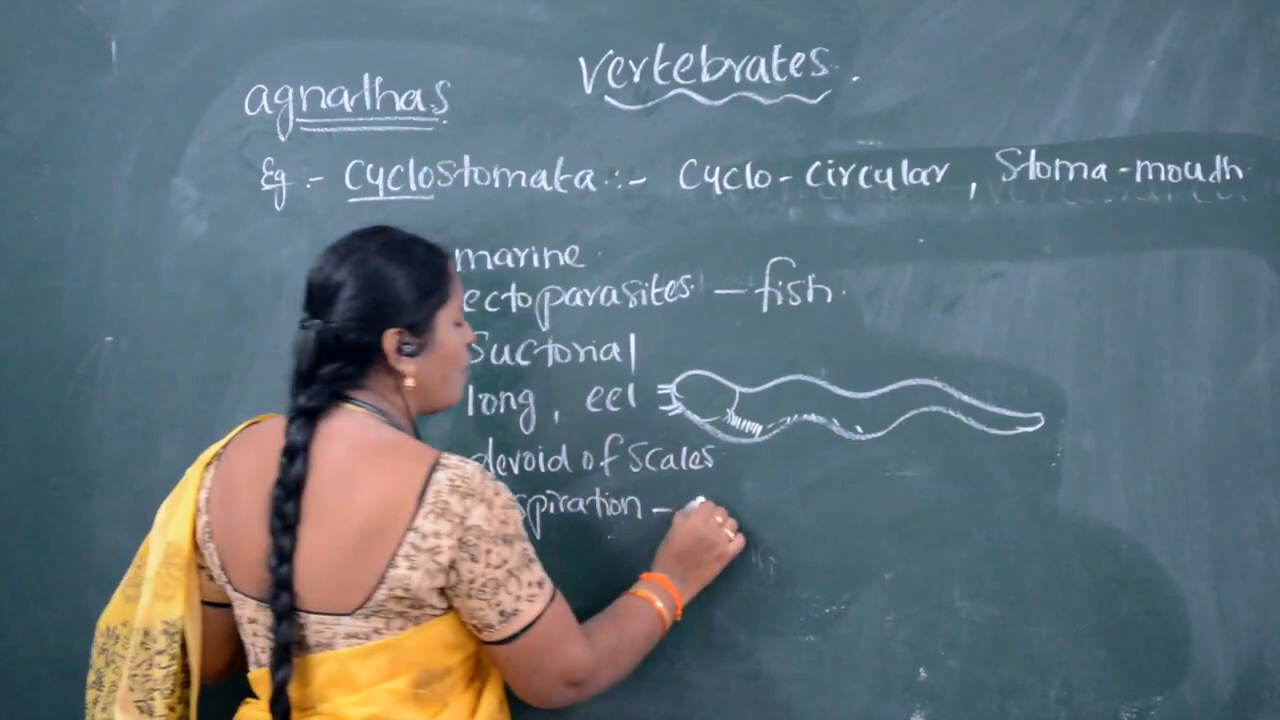 vertebrates.
agnathas
Eg :- cyclostomata :- cyclo - circular , Stoma - mouth
marine
ectoparasites - fish.
Suctorial
long , eel
devoid of scales
spiration -